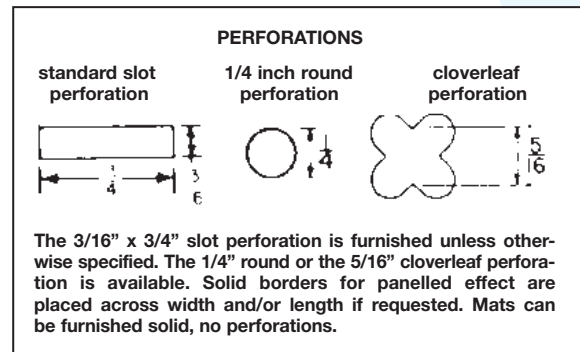 PERFORATIONS
standard slot perforation
1/4 inch round perforation
cloverleaf perforation
3/4
3
6
1/4
5/16
The 3/16” x 3/4” slot perforation is furnished unless other-
wise specified. The 1/4” round or the 5/16” cloverleaf perfora-
tion is available. Solid borders for panelled effect are
placed across width and/or length if requested. Mats can
be furnished solid, no perforations.